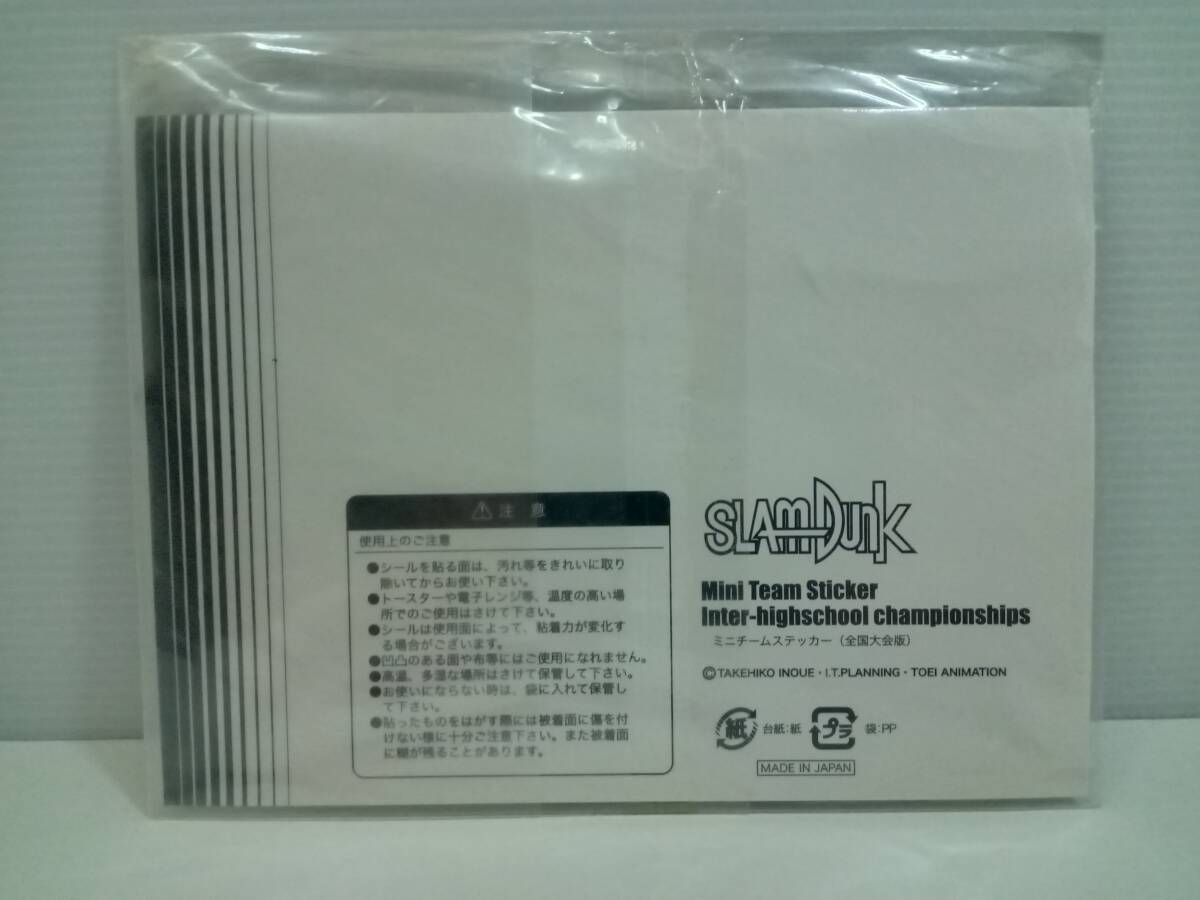 ⚠注意
使用上のご注意
●シールを貼る面は、汚れ等をきれいに取り
除いてからお使い下さい。
●トースターや電子レンジ等、温度の高い場
所でのご使用はさけて下さい。
●シールは使用面によって、粘着力が変化す
る場合がございます。
●凹凸のある面や布等にはご使用になれません。
●高温、多湿な場所はさけて保管して下さい。
●お使いにならない時は、袋に入れて保管し
て下さい。
●貼ったものをはがす際には被着面に傷を付
けない様に十分ご注意下さい。また被着面
に糊が残ることがあります。
SLAM DUNK
Mini Team Sticker
Inter-highschool championships
ミニチームステッカー（全国大会版）
©TAKEHIKO INOUE・I.T.PLANNING・TOEI ANIMATION
紙 台紙:紙 プラ 袋:PP
MADE IN JAPAN